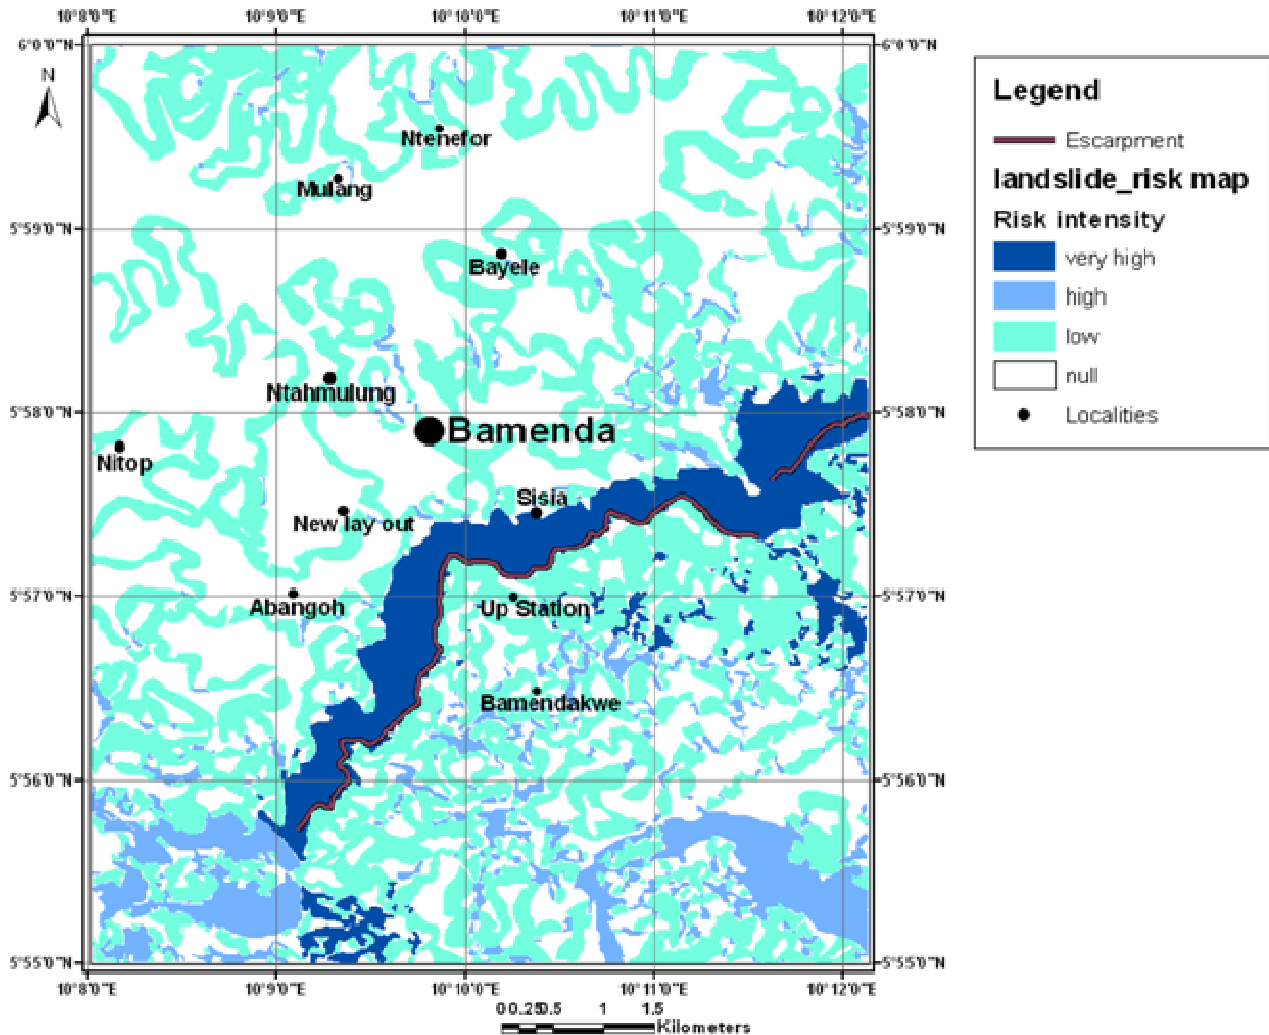 10°8'0"E 10°9'0"E 10°10'0"E 10°11'0"E 10°12'0"E
6°0'0"N 6°0'0"N
N
Legend
Escarpment
landslide_risk map
Risk intensity
very high
high
low
null
Localities
Ntenefor
Mulang
5°59'0"N 5°59'0"N
Bayele
Ntahmulung
5°58'0"N 5°58'0"N
Bamenda
Nitop
Sisia
New lay out
5°57'0"N 5°57'0"N
Abangoh
Up Station
Bamendakwe
5°56'0"N 5°56'0"N
5°55'0"N 5°55'0"N
10°8'0"E 10°9'0"E 10°10'0"E 10°11'0"E 10°12'0"E
0 0.25 0.5 1 1.5
Kilometers